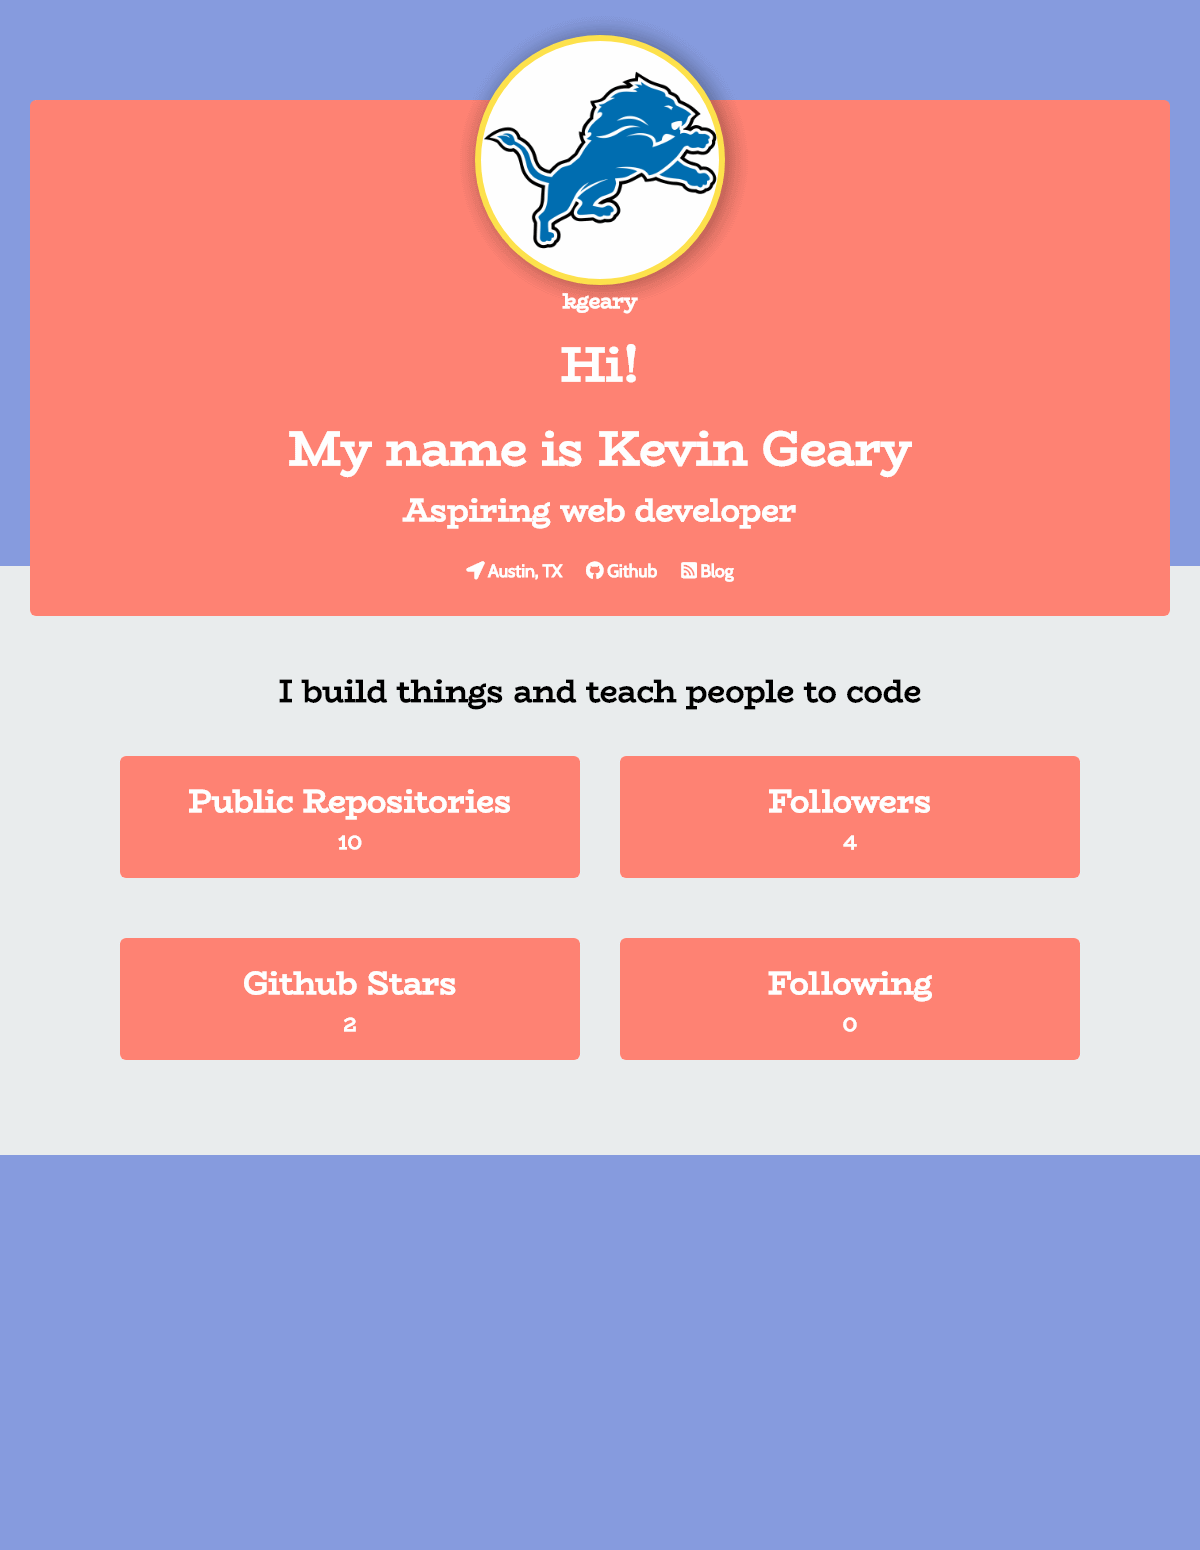 kgeary
Hi!
My name is Kevin Geary
Aspiring web developer
Austin, TX Github Blog
I build things and teach people to code
Public Repositories
10
Followers
4
Github Stars
2
Following
0